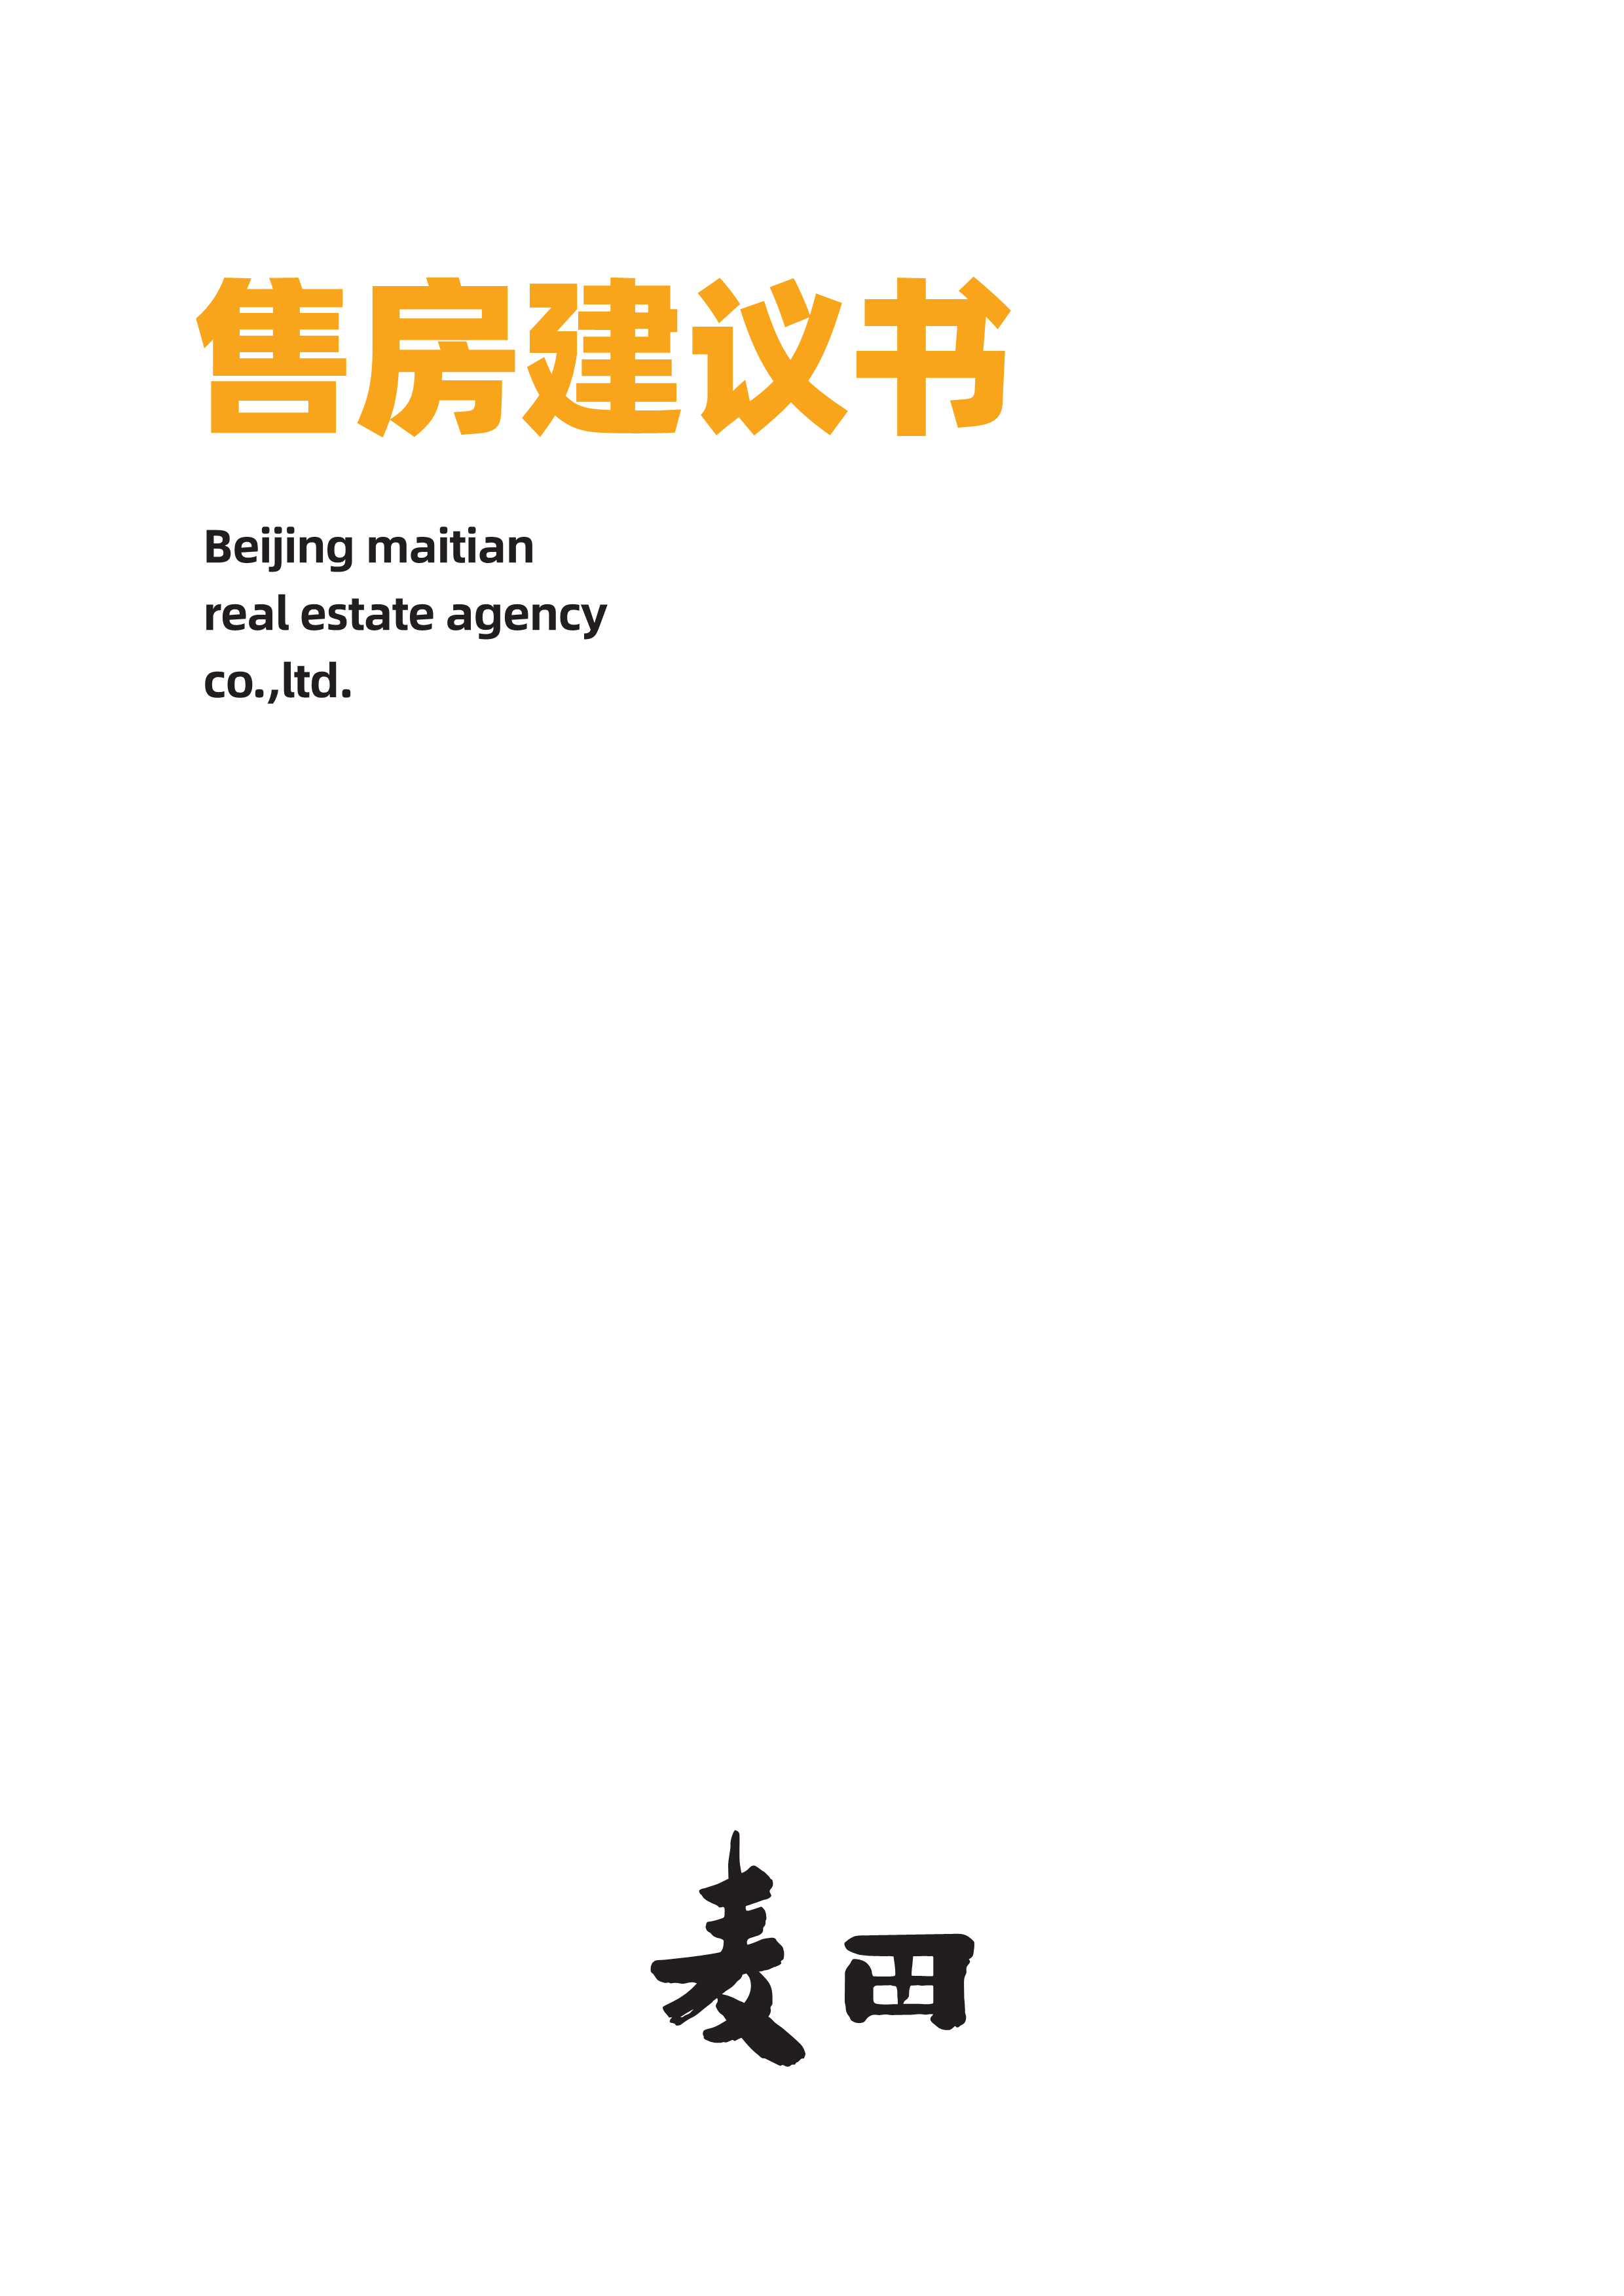 售房建议书
Beijing maitian
real estate agency
co.,ltd.
麦田